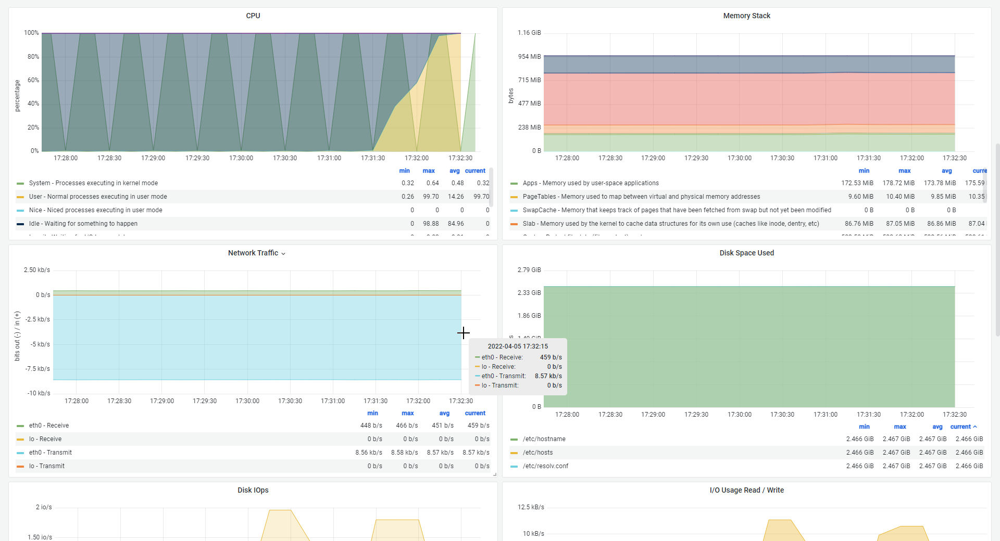 CPU
percentage
100%
80%
60%
40%
20%
0%
17:28:00 17:28:30 17:29:00 17:29:30 17:30:00 17:30:30 17:31:00 17:31:30 17:32:00 17:32:30
min max avg current
System - Processes executing in kernel mode 0.32 0.64 0.48 0.32
User - Normal processes executing in user mode 0.26 99.70 14.26 99.70
Nice - Niced processes executing in user mode 0 0 0 0
Idle - Waiting for something to happen 0 98.88 84.96 0
Memory Stack
bytes
1.16 GiB
954 MiB
715 MiB
477 MiB
238 MiB
0 B
17:28:00 17:28:30 17:29:00 17:29:30 17:30:00 17:30:30 17:31:00 17:31:30 17:32:00 17:32:30
min max avg curre
Apps - Memory used by user-space applications 172.53 MiB 178.72 MiB 173.78 MiB 175.59
PageTables - Memory used to map between virtual and physical memory addresses 9.60 MiB 10.40 MiB 9.85 MiB 10.35
SwapCache - Memory that keeps track of pages that have been fetched from swap but not yet been modified 0 B 0 B 0 B
Slab - Memory used by the kernel to cache data structures for its own use (caches like inode, dentry, etc) 86.76 MiB 87.05 MiB 86.86 MiB 87.04
Network Traffic
bits out (-) / in (+)
2.50 kb/s
0 b/s
-2.5 kb/s
-5 kb/s
-7.5 kb/s
-10 kb/s
17:28:00 17:28:30 17:29:00 17:29:30 17:30:00 17:30:30 17:31:00 17:31:30 17:32:00 17:32:30
min max avg current
eth0 - Receive 448 b/s 466 b/s 451 b/s 459 b/s
lo - Receive 0 b/s 0 b/s 0 b/s 0 b/s
eth0 - Transmit 8.56 kb/s 8.58 kb/s 8.57 kb/s 8.57 kb/s
lo - Transmit 0 b/s 0 b/s 0 b/s 0 b/s
2022-04-05 17:32:15
eth0 - Receive: 459 b/s
lo - Receive: 0 b/s
eth0 - Transmit: 8.57 kb/s
lo - Transmit: 0 b/s
Disk Space Used
2.79 GiB
2.33 GiB
1.86 GiB
0 B
17:28:00 17:28:30 17:29:00 17:29:30 17:30:00 17:30:30 17:31:00 17:31:30 17:32:00 17:32:30
min max avg current
/etc/hostname 2.466 GiB 2.467 GiB 2.467 GiB 2.466 GiB
/etc/hosts 2.466 GiB 2.467 GiB 2.467 GiB 2.466 GiB
/etc/resolv.conf 2.466 GiB 2.467 GiB 2.467 GiB 2.466 GiB
Disk IOps
2 io/s
1.50 io/s
I/O Usage Read / Write
12.5 kB/s
10 kB/s